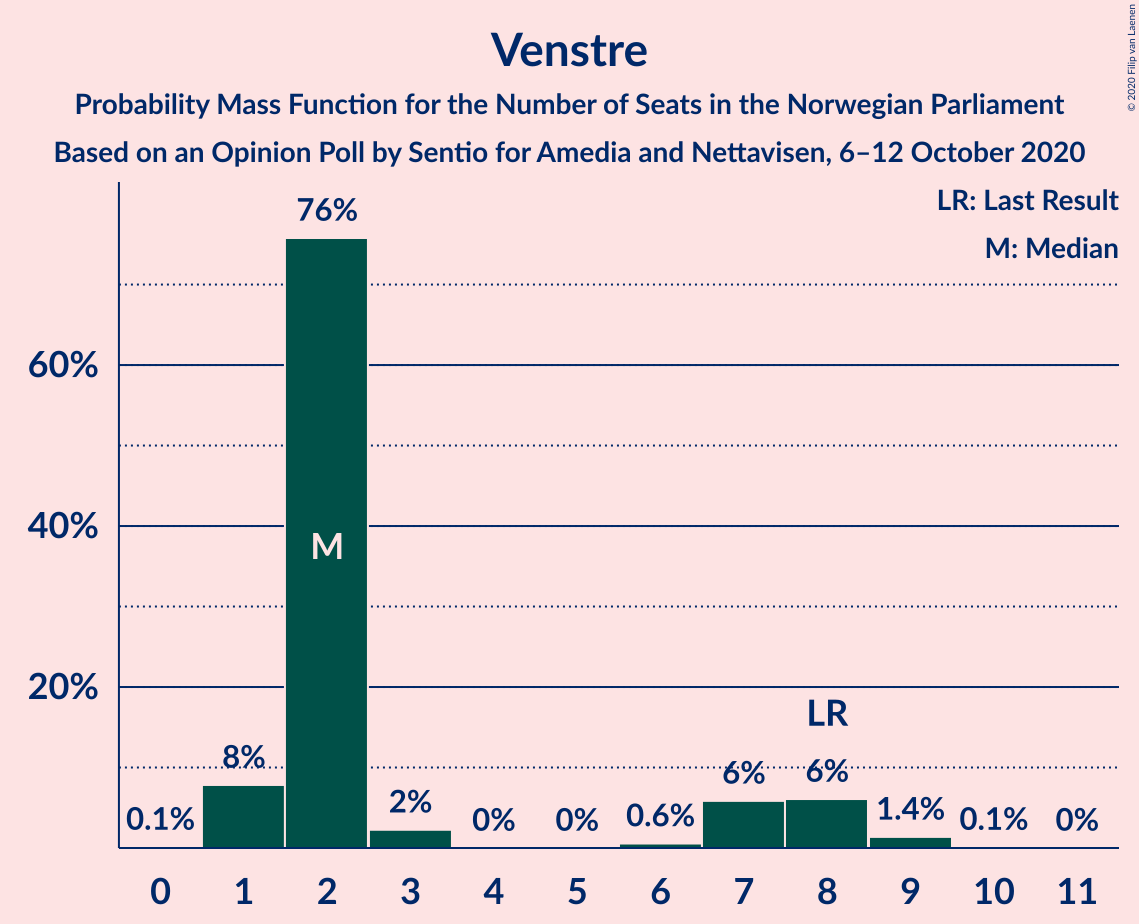 Venstre
Probability Mass Function for the Number of Seats in the Norwegian Parliament
Based on an Opinion Poll by Sentio for Amedia and Nettavisen, 6–12 October 2020
© 2020 Filip van Laenen
LR: Last Result
M: Median
76%
60%
40%
20%
M
LR
0.1%
8%
2%
0%
0%
0.6%
6%
6%
1.4%
0.1%
0%
0 1 2 3 4 5 6 7 8 9 10 11